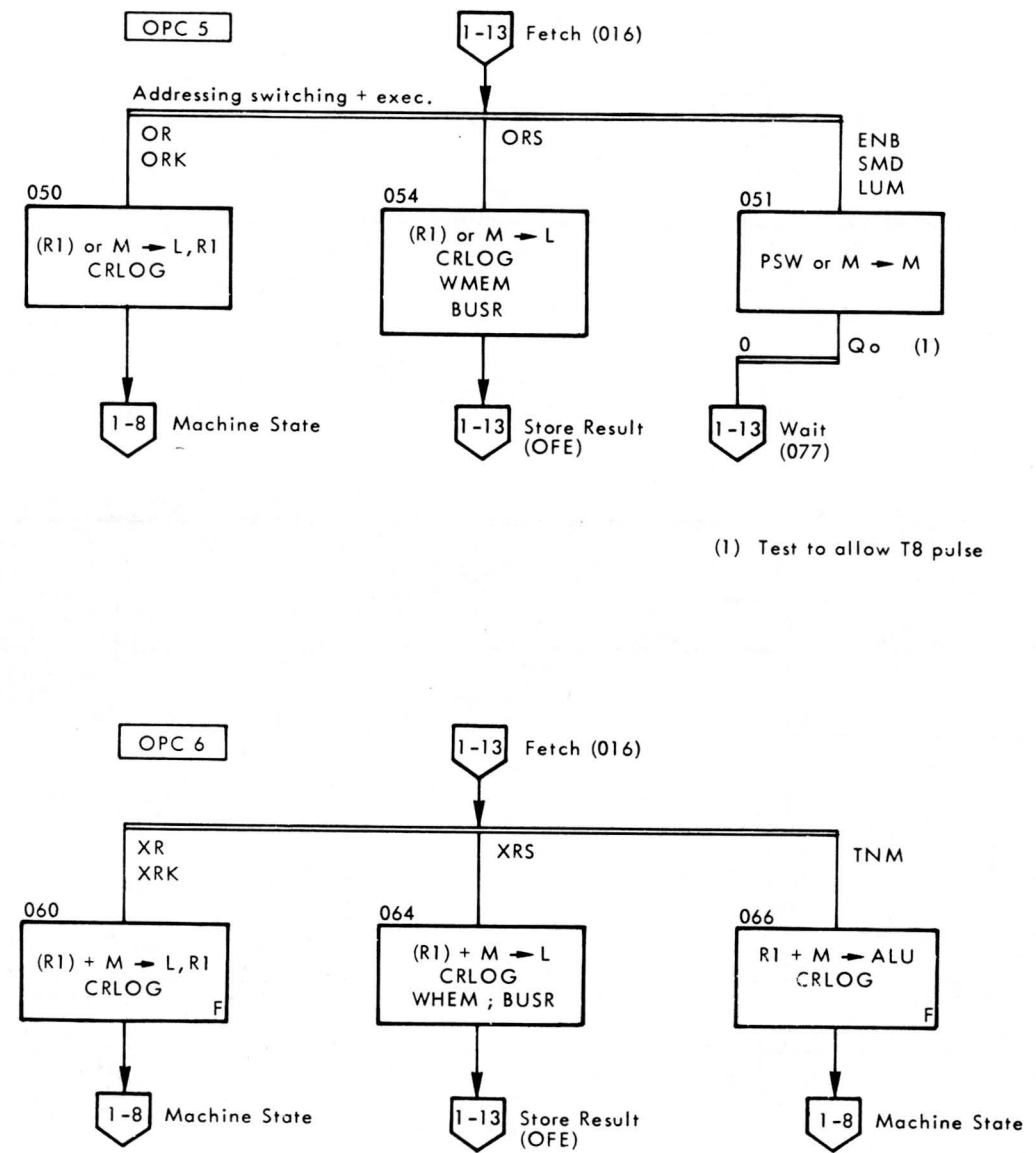 OPC 5
1-13 Fetch (016)
Addressing switching + exec.
OR
ORK
ORS
ENB
SMD
LUM
050
(R1) or M → L, R1
CRLOG
054
(R1) or M → L
CRLOG
WMEM
BUSR
051
PSW or M → M
0
Qo (1)
1-8 Machine State
1-13 Store Result
(OFE)
1-13 Wait
(077)
(1) Test to allow T8 pulse
OPC 6
1-13 Fetch (016)
XR
XRK
XRS
TNM
060
(R1) + M → L, R1
CRLOG
F
064
(R1) + M → L
CRLOG
WHEM ; BUSR
066
R1 + M → ALU
CRLOG
F
1-8 Machine State
1-13 Store Result
(OFE)
1-8 Machine State